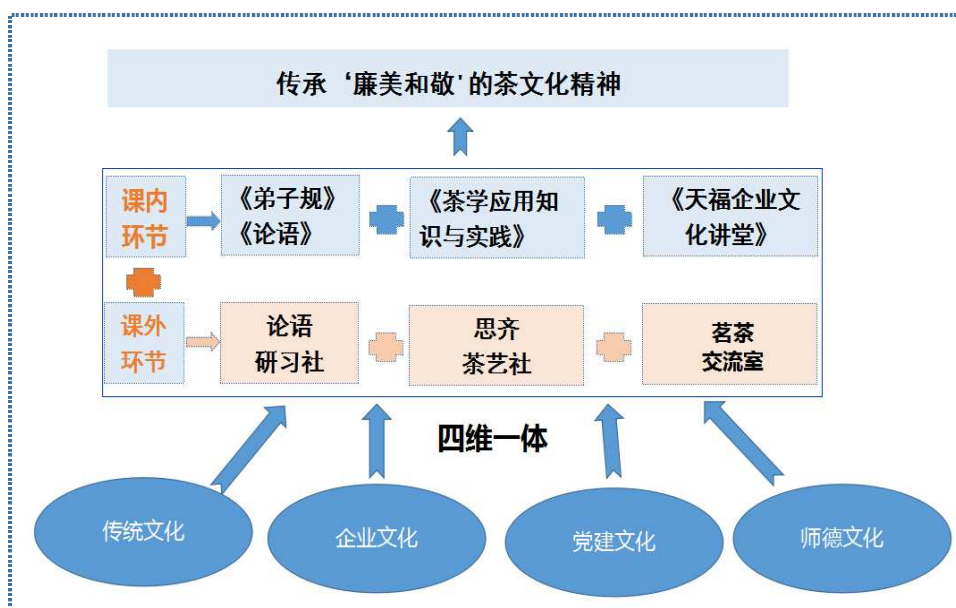 传承‘廉美和敬'的茶文化精神
课内
环节
《弟子规》
《论语》
《茶学应用知
识与实践》
《天福企业文
化讲堂》
课外
环节
论语
研习社
思齐
茶艺社
茗茶
交流室
四维一体
传统文化
企业文化
党建文化
师德文化